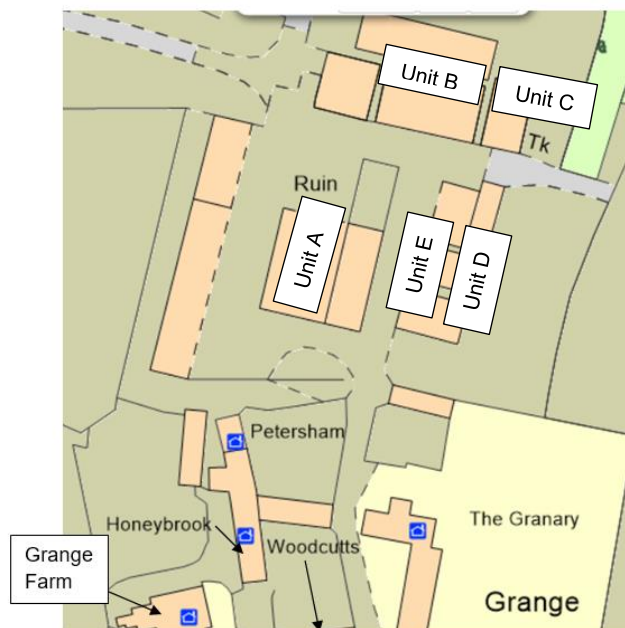 Unit B
Unit C
Tk
Ruin
Unit A
Unit E
Unit D
Petersham
Honeybrook
The Granary
Woodcutts
Grange
Farm
Grange